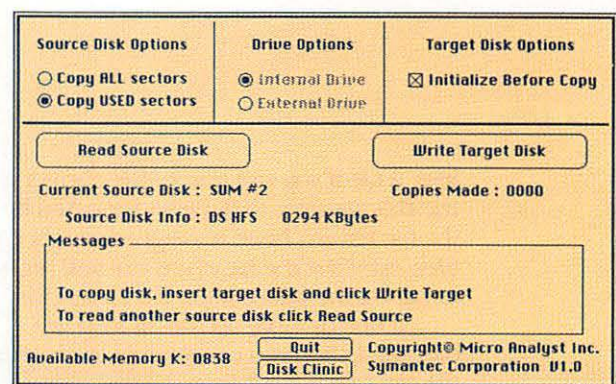 Source Disk Options
Copy ALL sectors
Copy USED sectors
Drive Options
Internal Drive
External Drive
Target Disk Options
Initialize Before Copy
Read Source Disk
Write Target Disk
Current Source Disk : SUM #2
Copies Made : 0000
Source Disk Info : DS HFS 0294 KBytes
Messages
To copy disk, insert target disk and click Write Target
To read another source disk click Read Source
Available Memory K: 0838
Quit
Disk Clinic
Copyright© Micro Analyst Inc.
Symantec Corporation V1.0